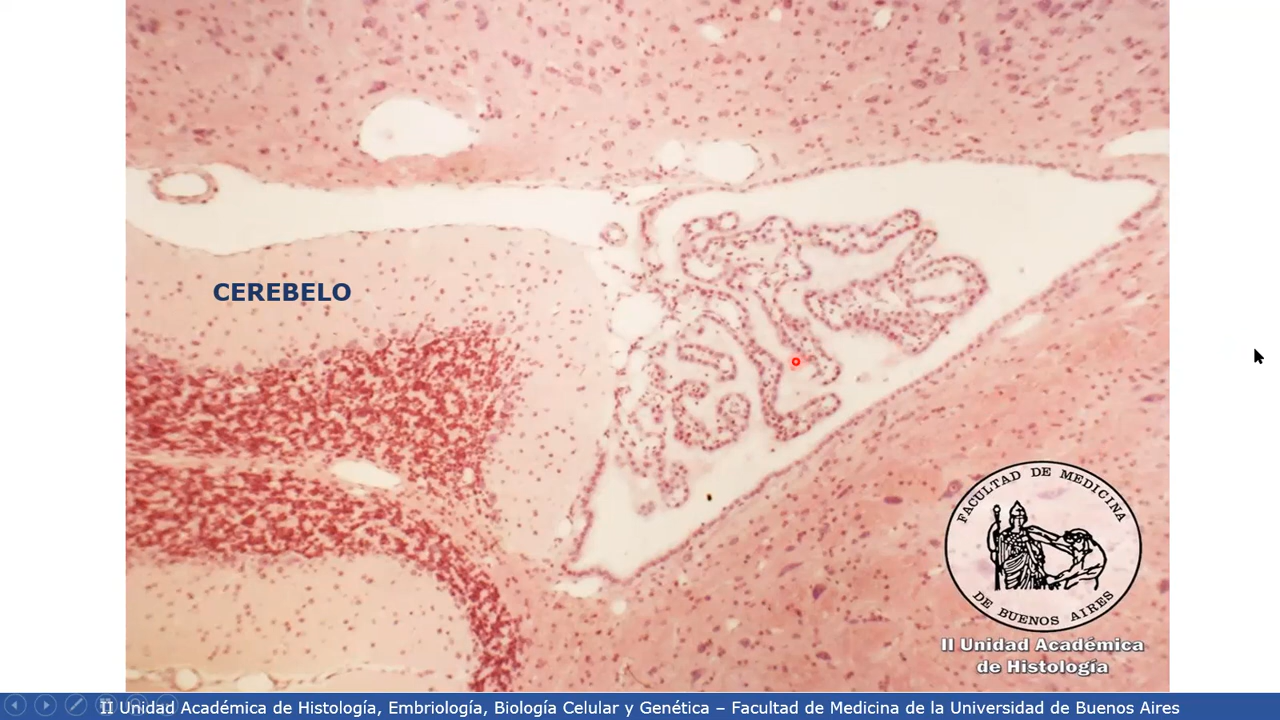 CEREBELO
FACULTAD DE MEDICINA
DE BUENOS AIRES
II Unidad Académica
de Histología
II Unidad Académica de Histología, Embriología, Biología Celular y Genética – Facultad de Medicina de la Universidad de Buenos Aires